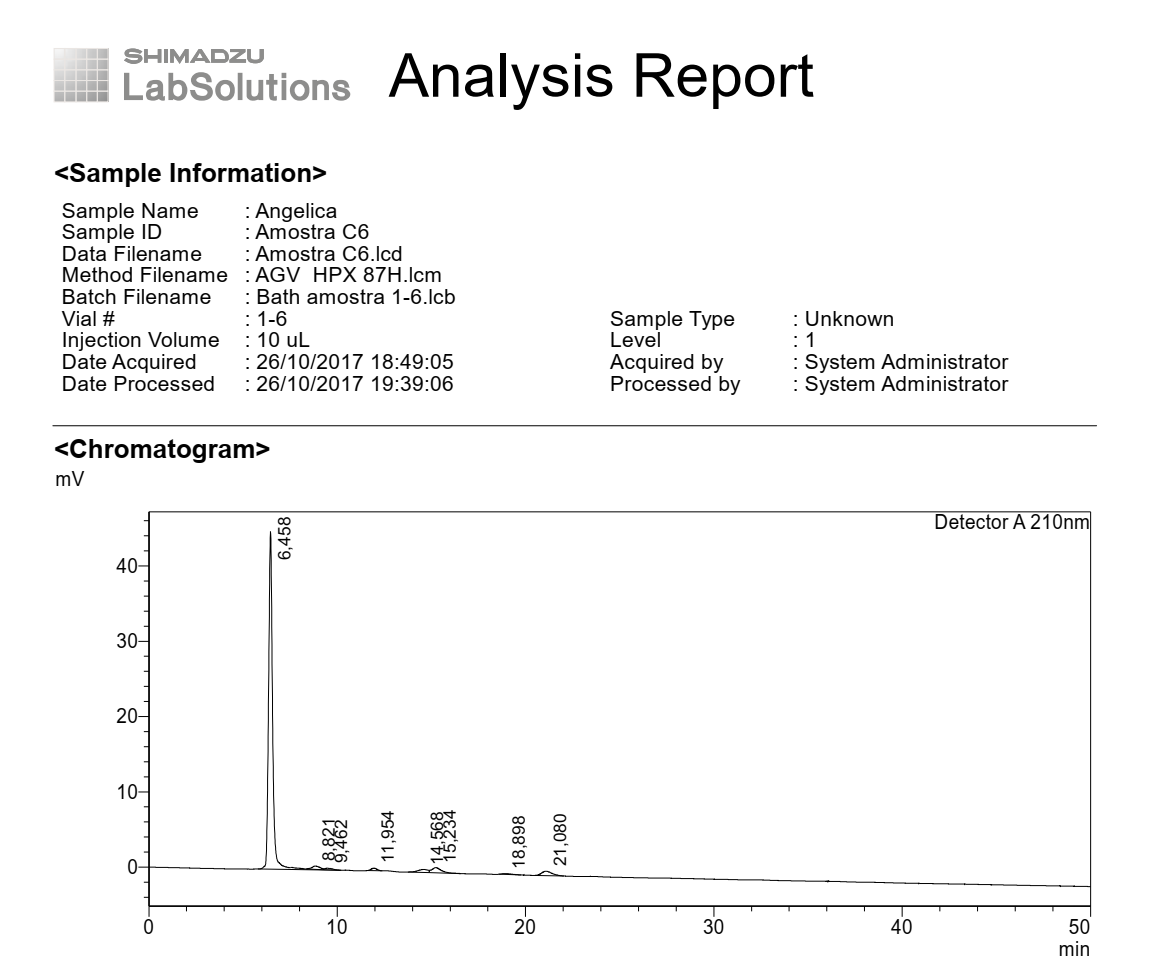 SHIMADZU
LabSolutions
Analysis Report
<Sample Information>
Sample Name : Angelica
Sample ID : Amostra C6
Data Filename : Amostra C6.lcd
Method Filename : AGV HPX 87H.lcm
Batch Filename : Bath amostra 1-6.lcb
Vial # : 1-6 Sample Type : Unknown
Injection Volume : 10 uL Level : 1
Date Acquired : 26/10/2017 18:49:05 Acquired by : System Administrator
Date Processed : 26/10/2017 19:39:06 Processed by : System Administrator
<Chromatogram>
mV
Detector A 210nm
6,458
40
30
20
10
8,821
9,462
11,954
14,568
15,234
18,898
21,080
0
0 10 20 30 40 50
min